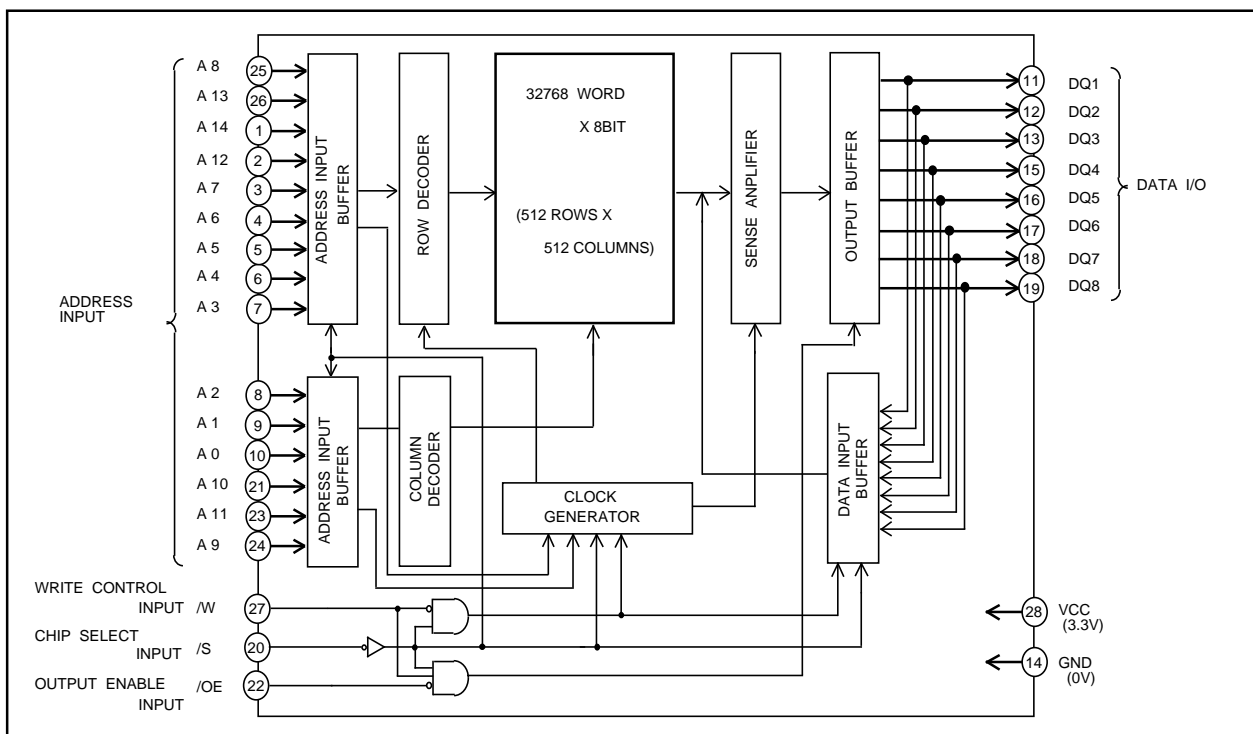 A 8 25
A 13 26
A 14 1
A 12 2
A 7 3
A 6 4
A 5 5
A 4 6
A 3 7
ADDRESS
INPUT
A 2 8
A 1 9
A 0 10
A 10 21
A 11 23
A 9 24
WRITE CONTROL
INPUT /W 27
CHIP SELECT
INPUT /S 20
OUTPUT ENABLE /OE 22
INPUT
ADDRESS INPUT
BUFFER
ROW DECODER
32768 WORD
X 8BIT
(512 ROWS X
512 COLUMNS)
SENSE AMPLIFIER
OUTPUT BUFFER
ADDRESS INPUT
BUFFER
COLUMN
DECODER
CLOCK
GENERATOR
DATA INPUT
BUFFER
11 DQ1
12 DQ2
13 DQ3
15 DQ4
16 DQ5
17 DQ6
18 DQ7
19 DQ8
DATA I/O
28 VCC
(3.3V)
14 GND
(0V)